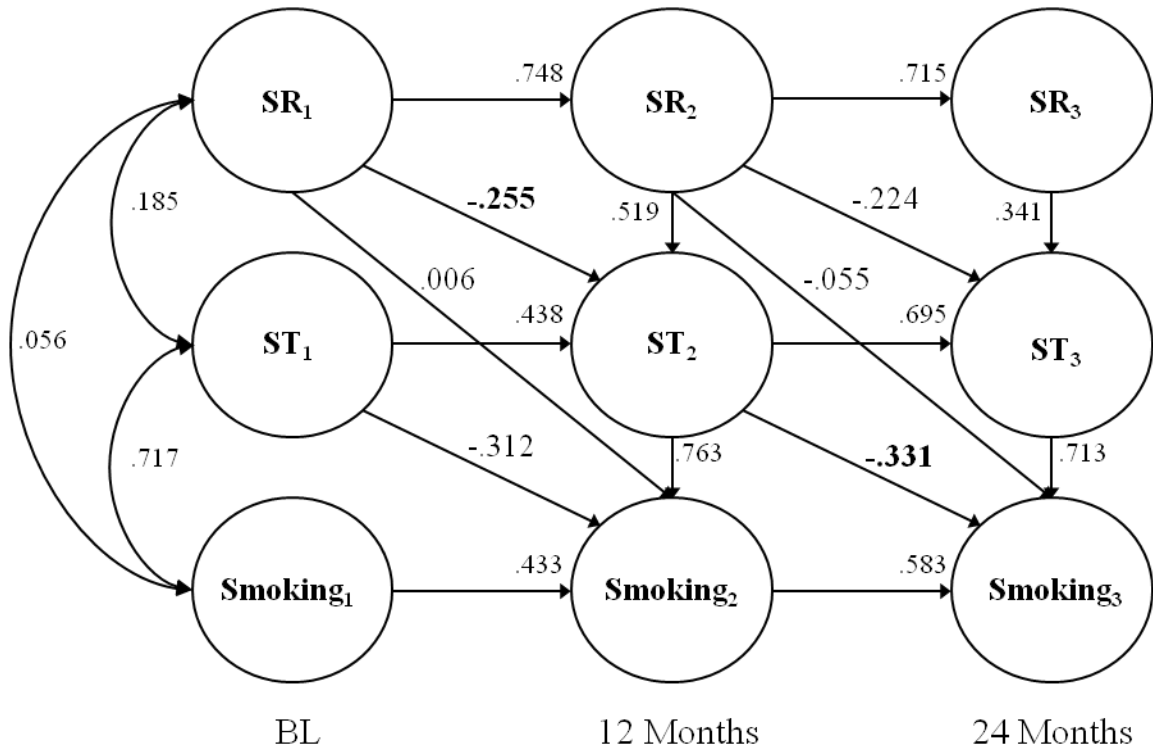 SR₁ .748 SR₂ .715 SR₃
.185 -.255 .519 -.224 .341
.006 -.055
.056 ST₁ .438 ST₂ .695 ST₃
.717 -.312 .763 -.331 .713
Smoking₁ .433 Smoking₂ .583 Smoking₃
BL 12 Months 24 Months